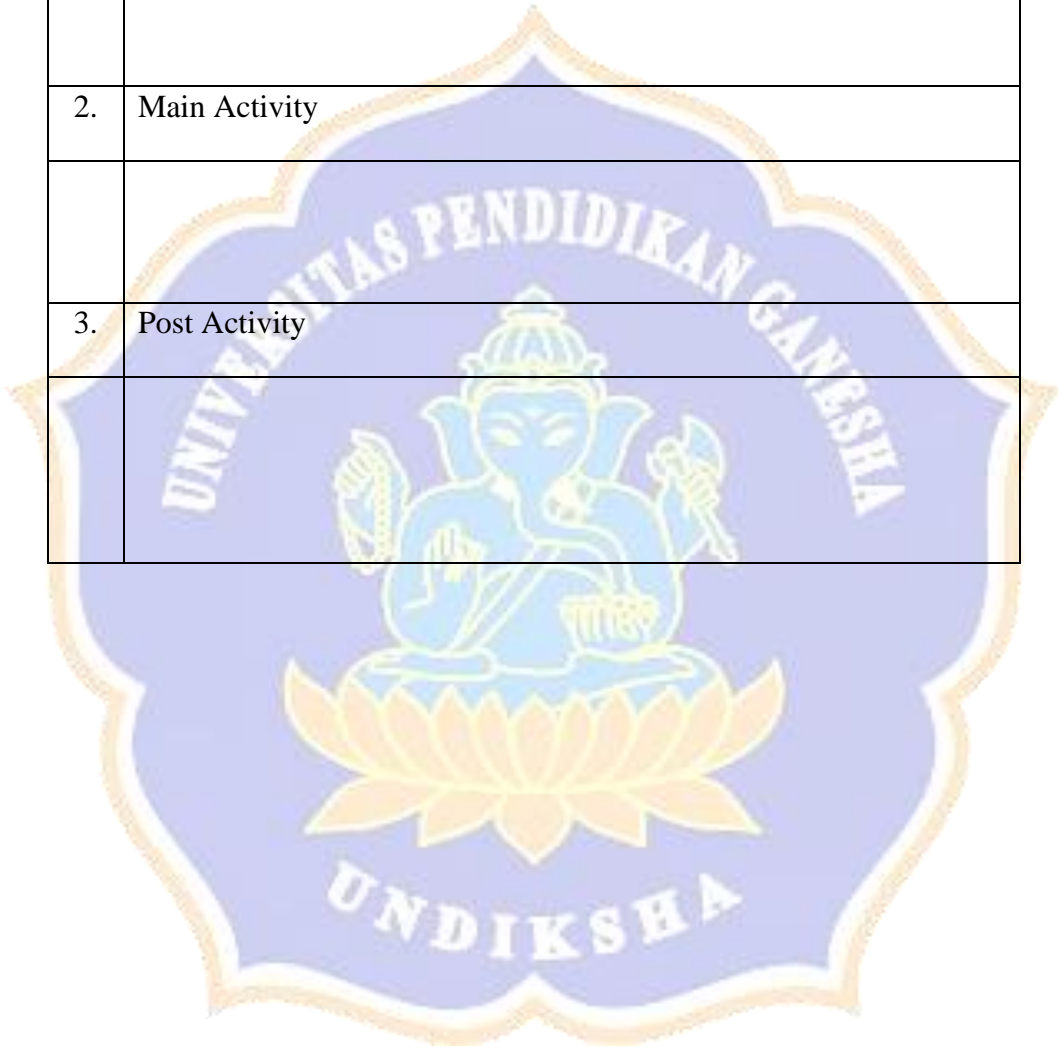 2. Main Activity
UNIVERSITAS PENDIDIKAN GANESHA
3. Post Activity
UNDIKSHA